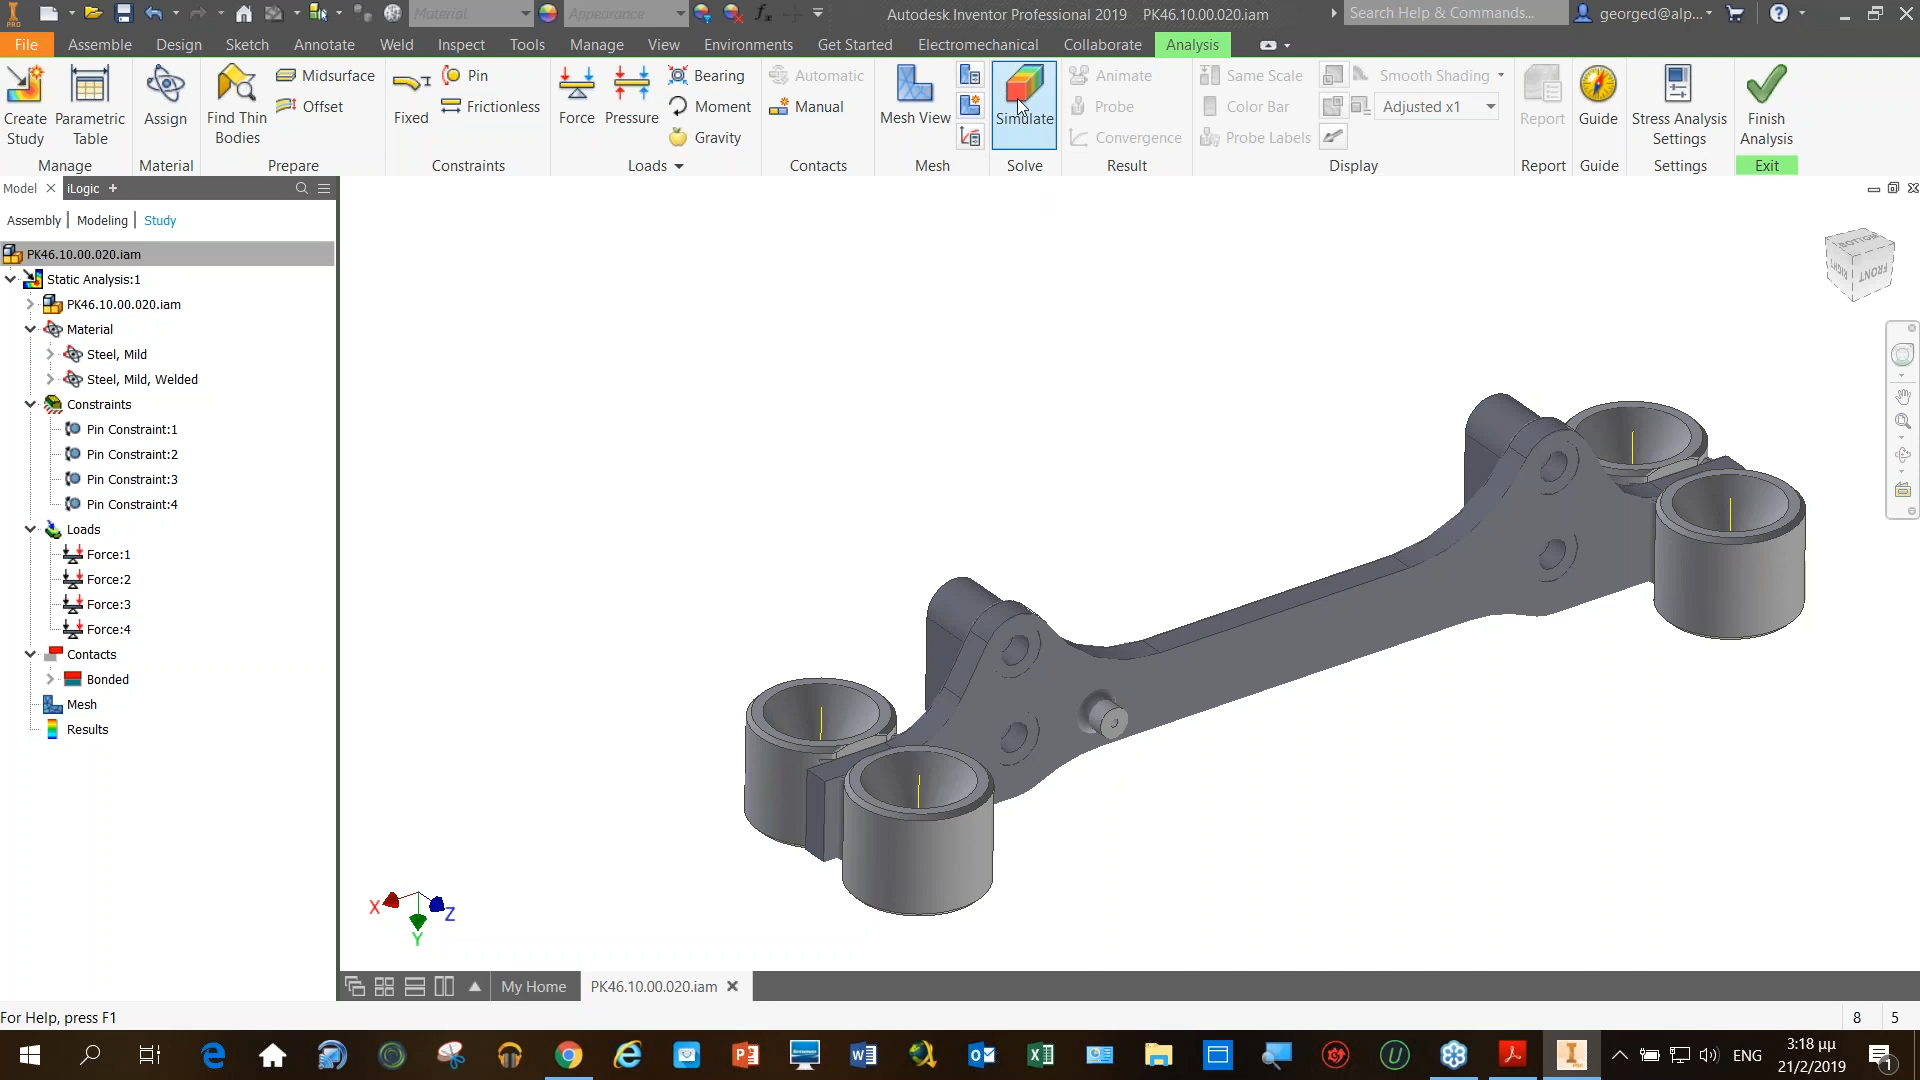 Material
Appearance
Autodesk Inventor Professional 2019 PK46.10.00.020.iam
Search Help & Commands...
georged@alp...
File Assemble Design Sketch Annotate Weld Inspect Tools Manage View Environments Get Started Electromechanical Collaborate Analysis
Create Study
Parametric Table
Manage
Assign
Material
Find Thin Bodies
Midsurface
Offset
Prepare
Fixed
Pin
Frictionless
Constraints
Force
Pressure
Bearing
Moment
Gravity
Loads
Automatic
Manual
Contacts
Mesh View
Mesh
Simulate
Solve
Animate
Probe
Convergence
Result
Same Scale
Color Bar
Probe Labels
Smooth Shading
Adjusted x1
Display
Report
Report
Guide
Guide
Stress Analysis Settings
Settings
Finish Analysis
Exit
Model iLogic +
Assembly | Modeling | Study
PK46.10.00.020.iam
Static Analysis:1
PK46.10.00.020.iam
Material
Steel, Mild
Steel, Mild, Welded
Constraints
Pin Constraint:1
Pin Constraint:2
Pin Constraint:3
Pin Constraint:4
Loads
Force:1
Force:2
Force:3
Force:4
Contacts
Bonded
Mesh
Results
BOTTOM
RIGHT
FRONT
X
Z
Y
My Home
PK46.10.00.020.iam
For Help, press F1
8 5
ENG
3:18 μμ
21/2/2019
1